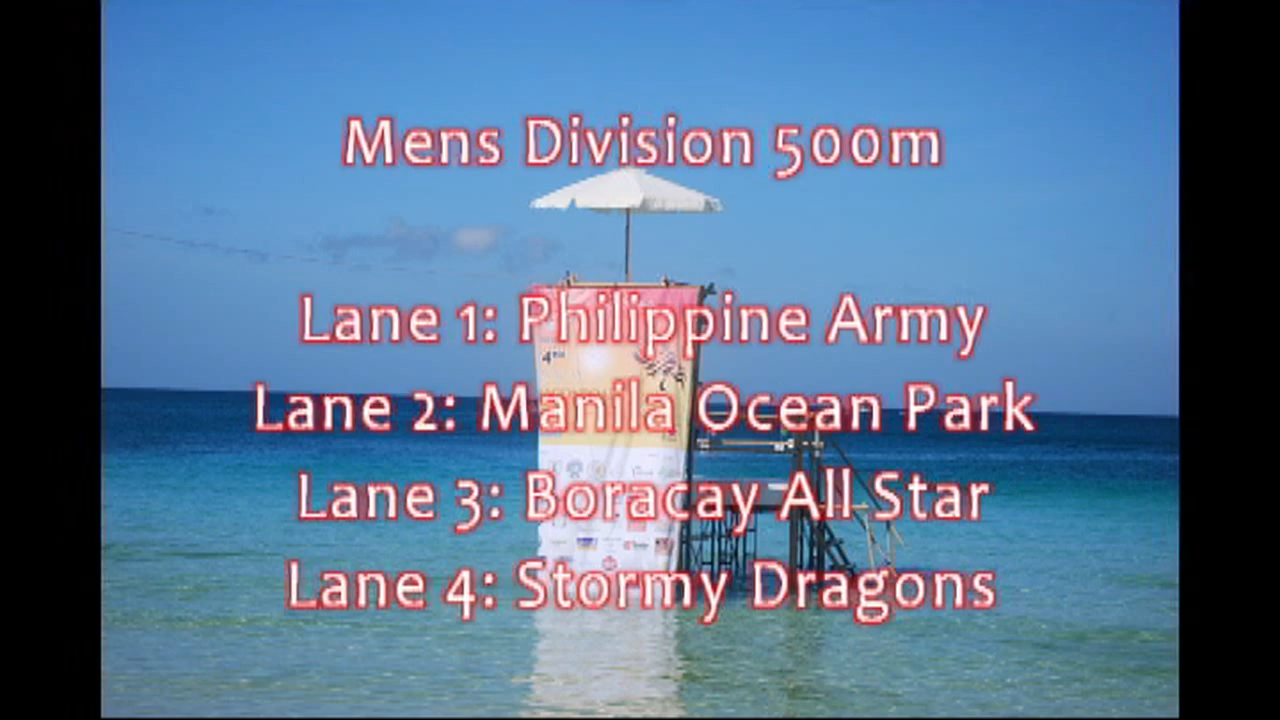 Mens Division 500m
Lane 1: Philippine Army
4TH
Lane 2: Manila Ocean Park
Lane 3: Boracay All Star
Lane 4: Stormy Dragons